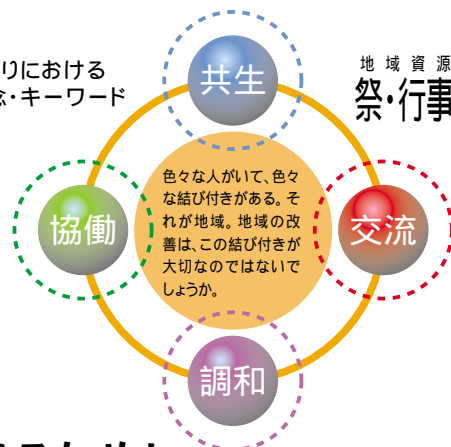 りにおける
念・キーワード
地域資源
祭・行事
共生
協働
色々な人がいて、色々
な結び付きがある。そ
れが地域。地域の改
善は、この結び付きが
大切なのではないで
しょうか。
交流
調和